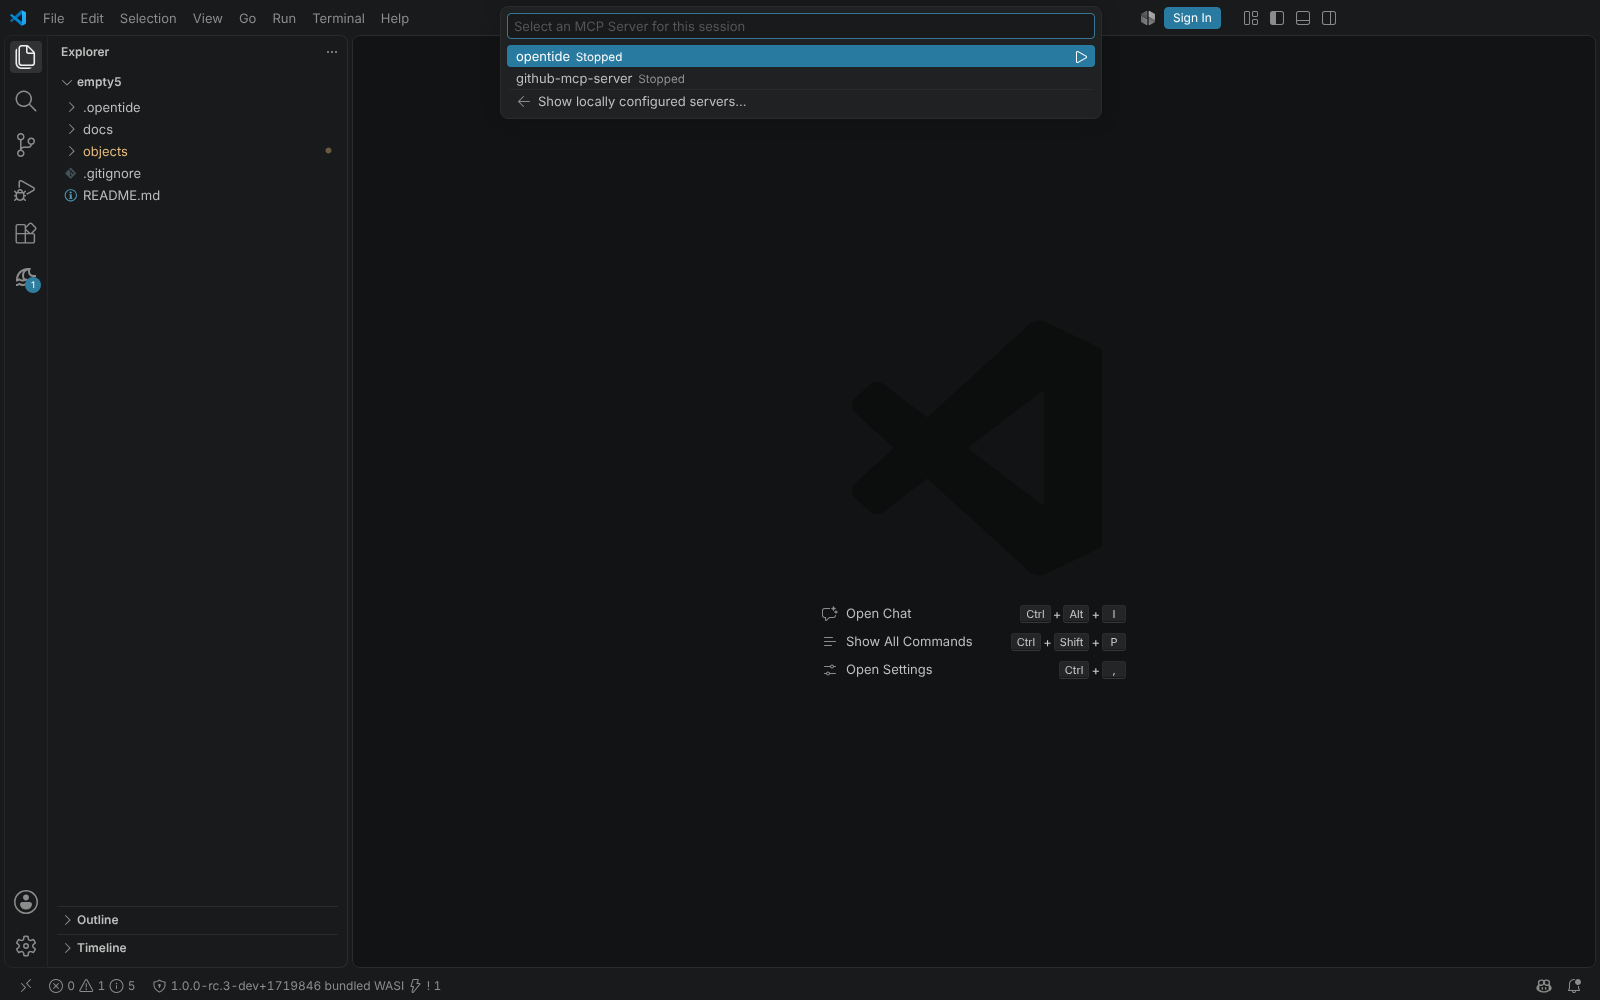 File Edit Selection View Go Run Terminal Help
Select an MCP Server for this session
Sign In
opentide Stopped
github-mcp-server Stopped
Show locally configured servers...
Explorer
empty5
.opentide
docs
objects
.gitignore
README.md
1
Open Chat Ctrl + Alt + I
Show All Commands Ctrl + Shift + P
Open Settings Ctrl + ,
Outline
Timeline
0 1 5 1.0.0-rc.3-dev+1719846 bundled WASI ! 1